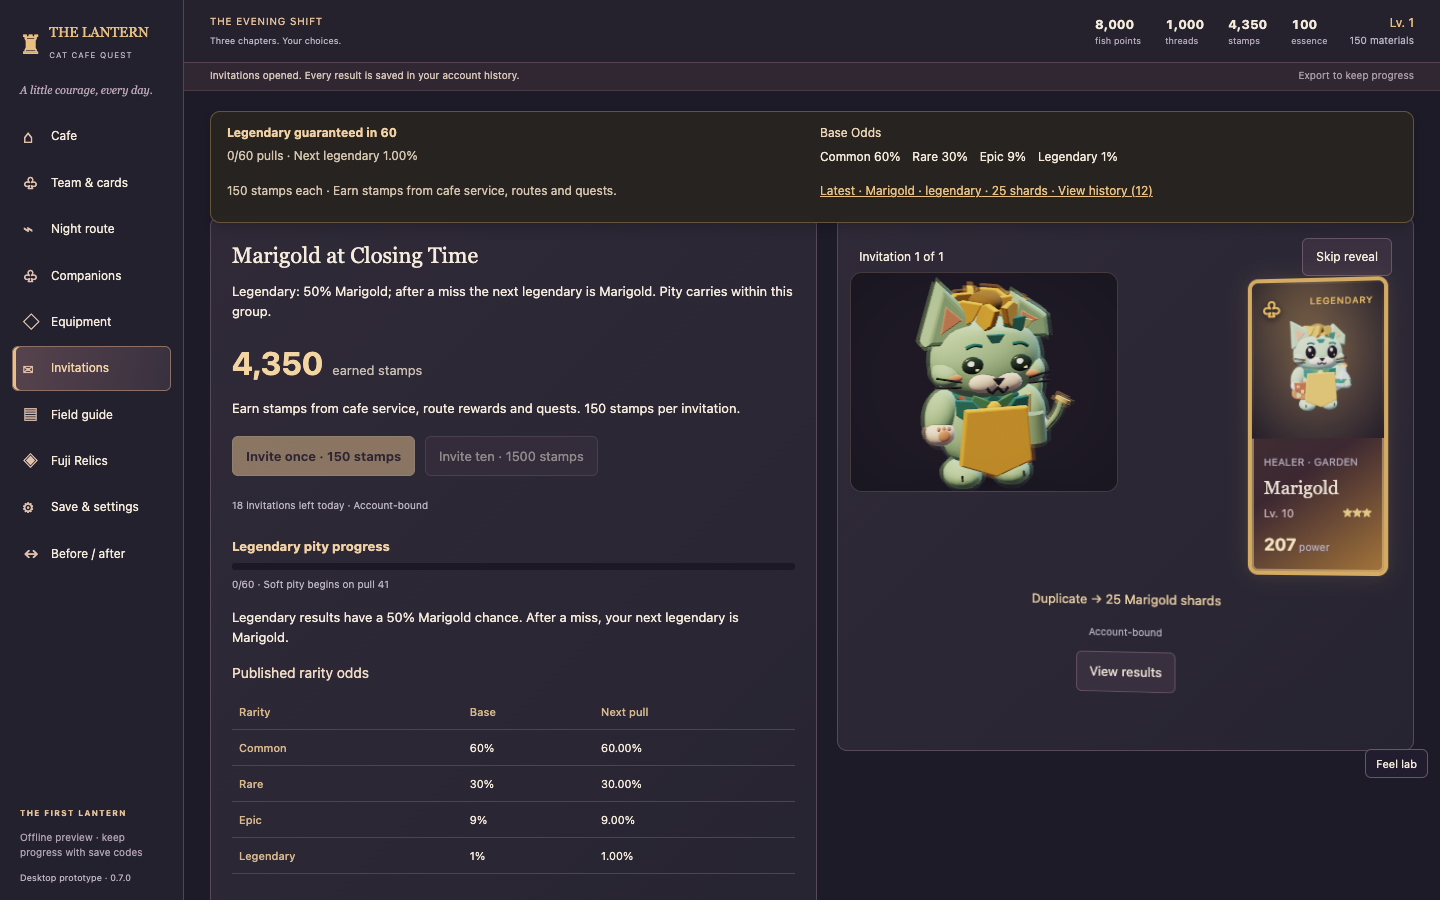 THE LANTERN
CAT CAFE QUEST
A little courage, every day.
Cafe
Team & cards
Night route
Companions
Equipment
Invitations
Field guide
Fuji Relics
Save & settings
Before / after
THE FIRST LANTERN
Offline preview · keep
progress with save codes
Desktop prototype · 0.7.0
THE EVENING SHIFT
Three chapters. Your choices.
8,000
fish points
1,000
threads
4,350
stamps
100
essence
Lv. 1
150 materials
Invitations opened. Every result is saved in your account history.
Export to keep progress
Legendary guaranteed in 60
0/60 pulls · Next legendary 1.00%
150 stamps each · Earn stamps from cafe service, routes and quests.
Base Odds
Common 60% Rare 30% Epic 9% Legendary 1%
Latest · Marigold · legendary · 25 shards · View history (12)
Marigold at Closing Time
Legendary: 50% Marigold; after a miss the next legendary is Marigold. Pity carries within this
group.
4,350 earned stamps
Earn stamps from cafe service, route rewards and quests. 150 stamps per invitation.
Invite once · 150 stamps
Invite ten · 1500 stamps
18 invitations left today · Account-bound
Legendary pity progress
0/60 · Soft pity begins on pull 41
Legendary results have a 50% Marigold chance. After a miss, your next legendary is
Marigold.
Published rarity odds
Rarity Base Next pull
Common 60% 60.00%
Rare 30% 30.00%
Epic 9% 9.00%
Legendary 1% 1.00%
Invitation 1 of 1
Skip reveal
LEGENDARY
HEALER · GARDEN
Marigold
Lv. 10 ★★★
207 power
Duplicate → 25 Marigold shards
Account-bound
View results
Feel lab